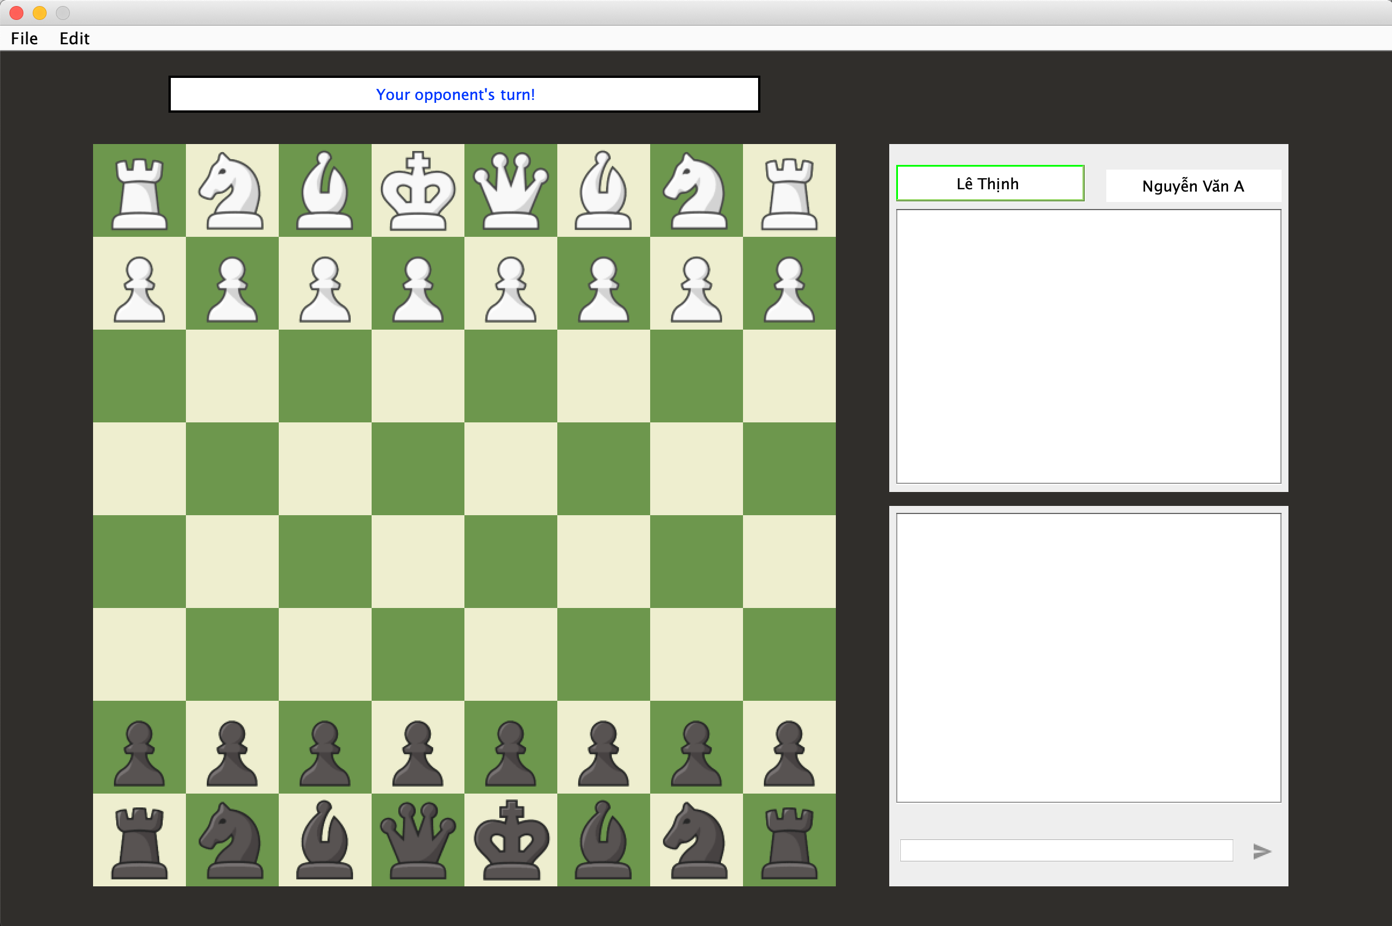 File Edit
Your opponent's turn!
Lê Thịnh
Nguyễn Văn A